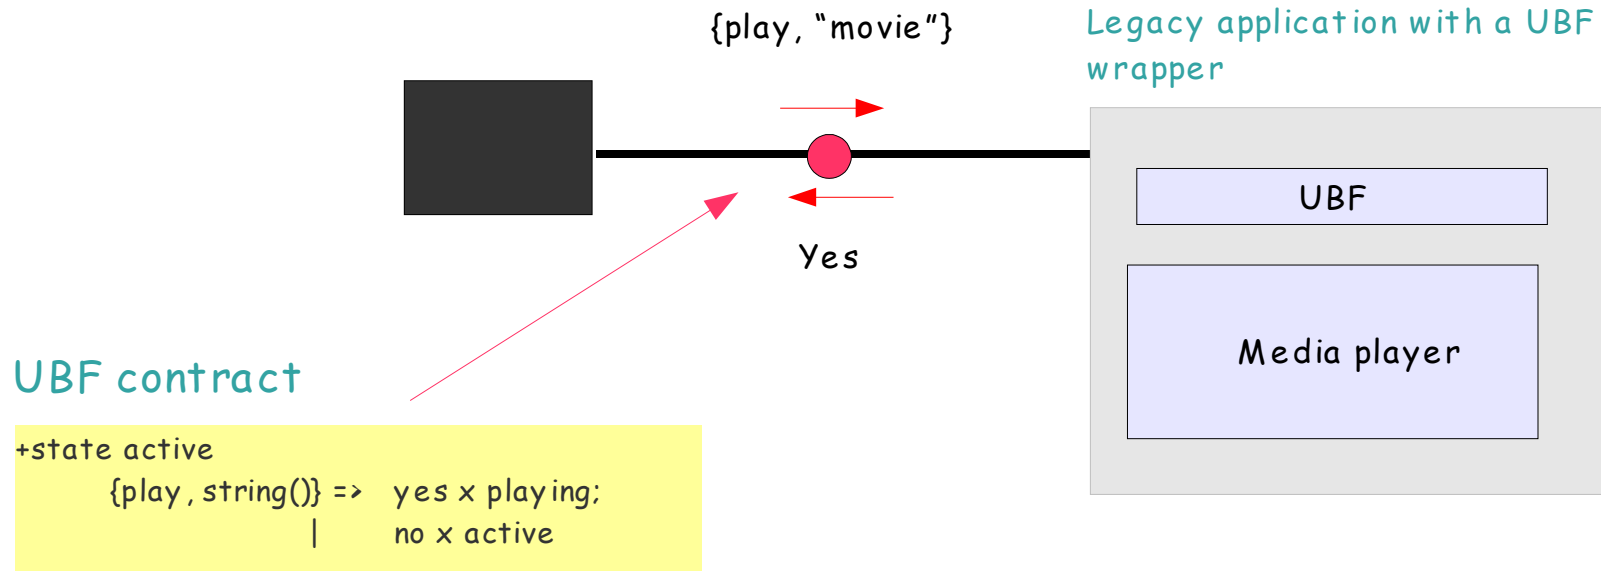 {play, “movie”}
Legacy application with a UBF
wrapper
UBF
Yes
Media player
UBF contract
+state active
{play, string()} => yes x playing;
| no x active